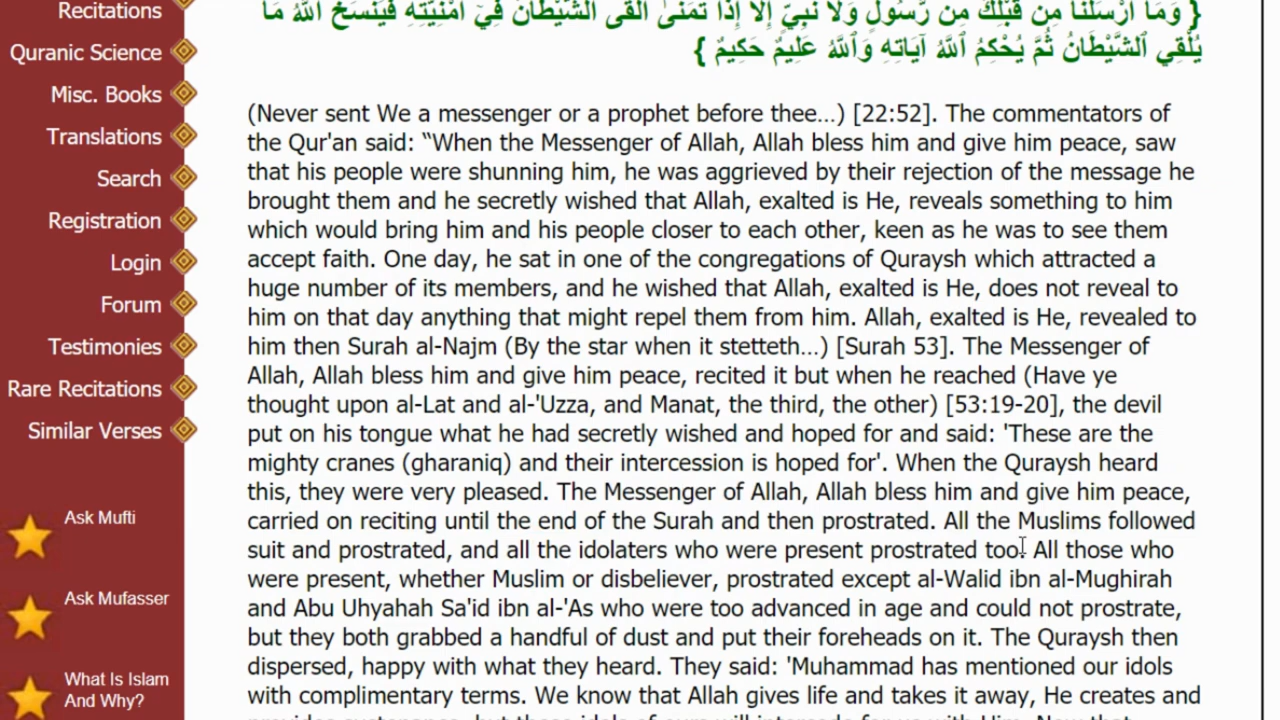 Recitations
Quranic Science
Misc. Books
Translations
Search
Registration
Login
Forum
Testimonies
Rare Recitations
Similar Verses
Ask Mufti
Ask Mufasser
What Is Islam
And Why?
{ وَمَآ أَرْسَلْنَا مِن قَبْلِكَ مِن رَّسُولٍ وَلاَ نَبِيٍّ إِلاَّ إِذَا تَمَنَّىٰ أَلْقَى ٱلشَّيْطَانُ فِيۤ أُمْنِيَّتِهِ فَيَنسَخُ ٱللَّهُ مَا
يُلْقِي ٱلشَّيْطَانُ ثُمَّ يُحْكِمُ ٱللَّهُ آيَاتِهِ وَٱللَّهُ عَلِيمٌ حَكِيمٌ }
(Never sent We a messenger or a prophet before thee...) [22:52]. The commentators of
the Qur'an said: “When the Messenger of Allah, Allah bless him and give him peace, saw
that his people were shunning him, he was aggrieved by their rejection of the message he
brought them and he secretly wished that Allah, exalted is He, reveals something to him
which would bring him and his people closer to each other, keen as he was to see them
accept faith. One day, he sat in one of the congregations of Quraysh which attracted a
huge number of its members, and he wished that Allah, exalted is He, does not reveal to
him on that day anything that might repel them from him. Allah, exalted is He, revealed to
him then Surah al-Najm (By the star when it stetteth...) [Surah 53]. The Messenger of
Allah, Allah bless him and give him peace, recited it but when he reached (Have ye
thought upon al-Lat and al-'Uzza, and Manat, the third, the other) [53:19-20], the devil
put on his tongue what he had secretly wished and hoped for and said: 'These are the
mighty cranes (gharaniq) and their intercession is hoped for'. When the Quraysh heard
this, they were very pleased. The Messenger of Allah, Allah bless him and give him peace,
carried on reciting until the end of the Surah and then prostrated. All the Muslims followed
suit and prostrated, and all the idolaters who were present prostrated too. All those who
were present, whether Muslim or disbeliever, prostrated except al-Walid ibn al-Mughirah
and Abu Uhyahah Sa'id ibn al-'As who were too advanced in age and could not prostrate,
but they both grabbed a handful of dust and put their foreheads on it. The Quraysh then
dispersed, happy with what they heard. They said: 'Muhammad has mentioned our idols
with complimentary terms. We know that Allah gives life and takes it away, He creates and